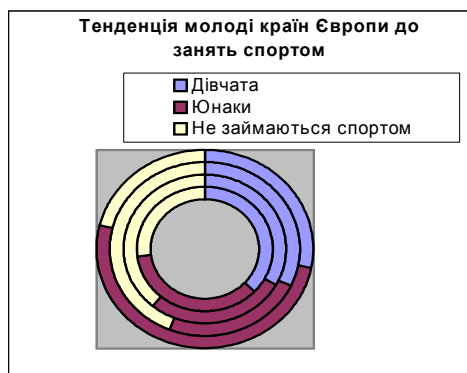 Тенденція молоді країн Європи до
занять спортом
Дівчата
Юнаки
Не займаються спортом